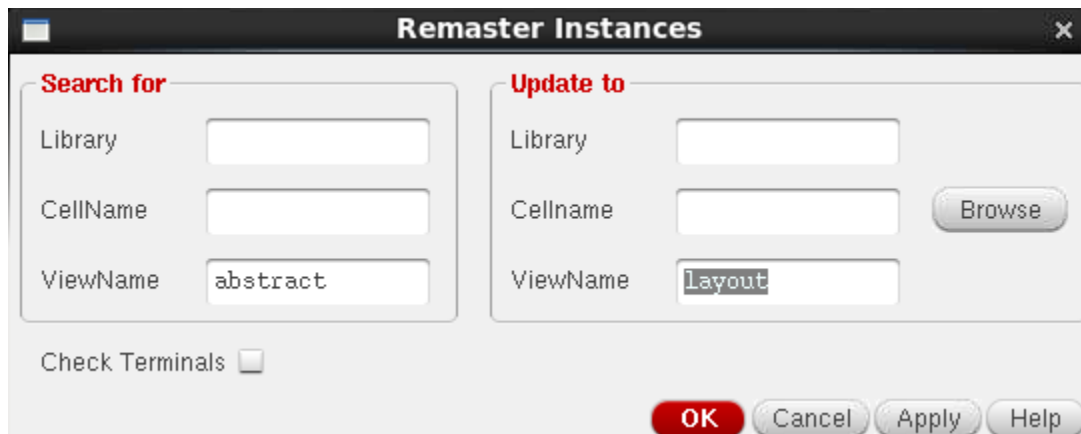 Remaster Instances
Search for
Library
CellName
ViewName abstract
Update to
Library
Cellname Browse
ViewName layout
Check Terminals
OK Cancel Apply Help